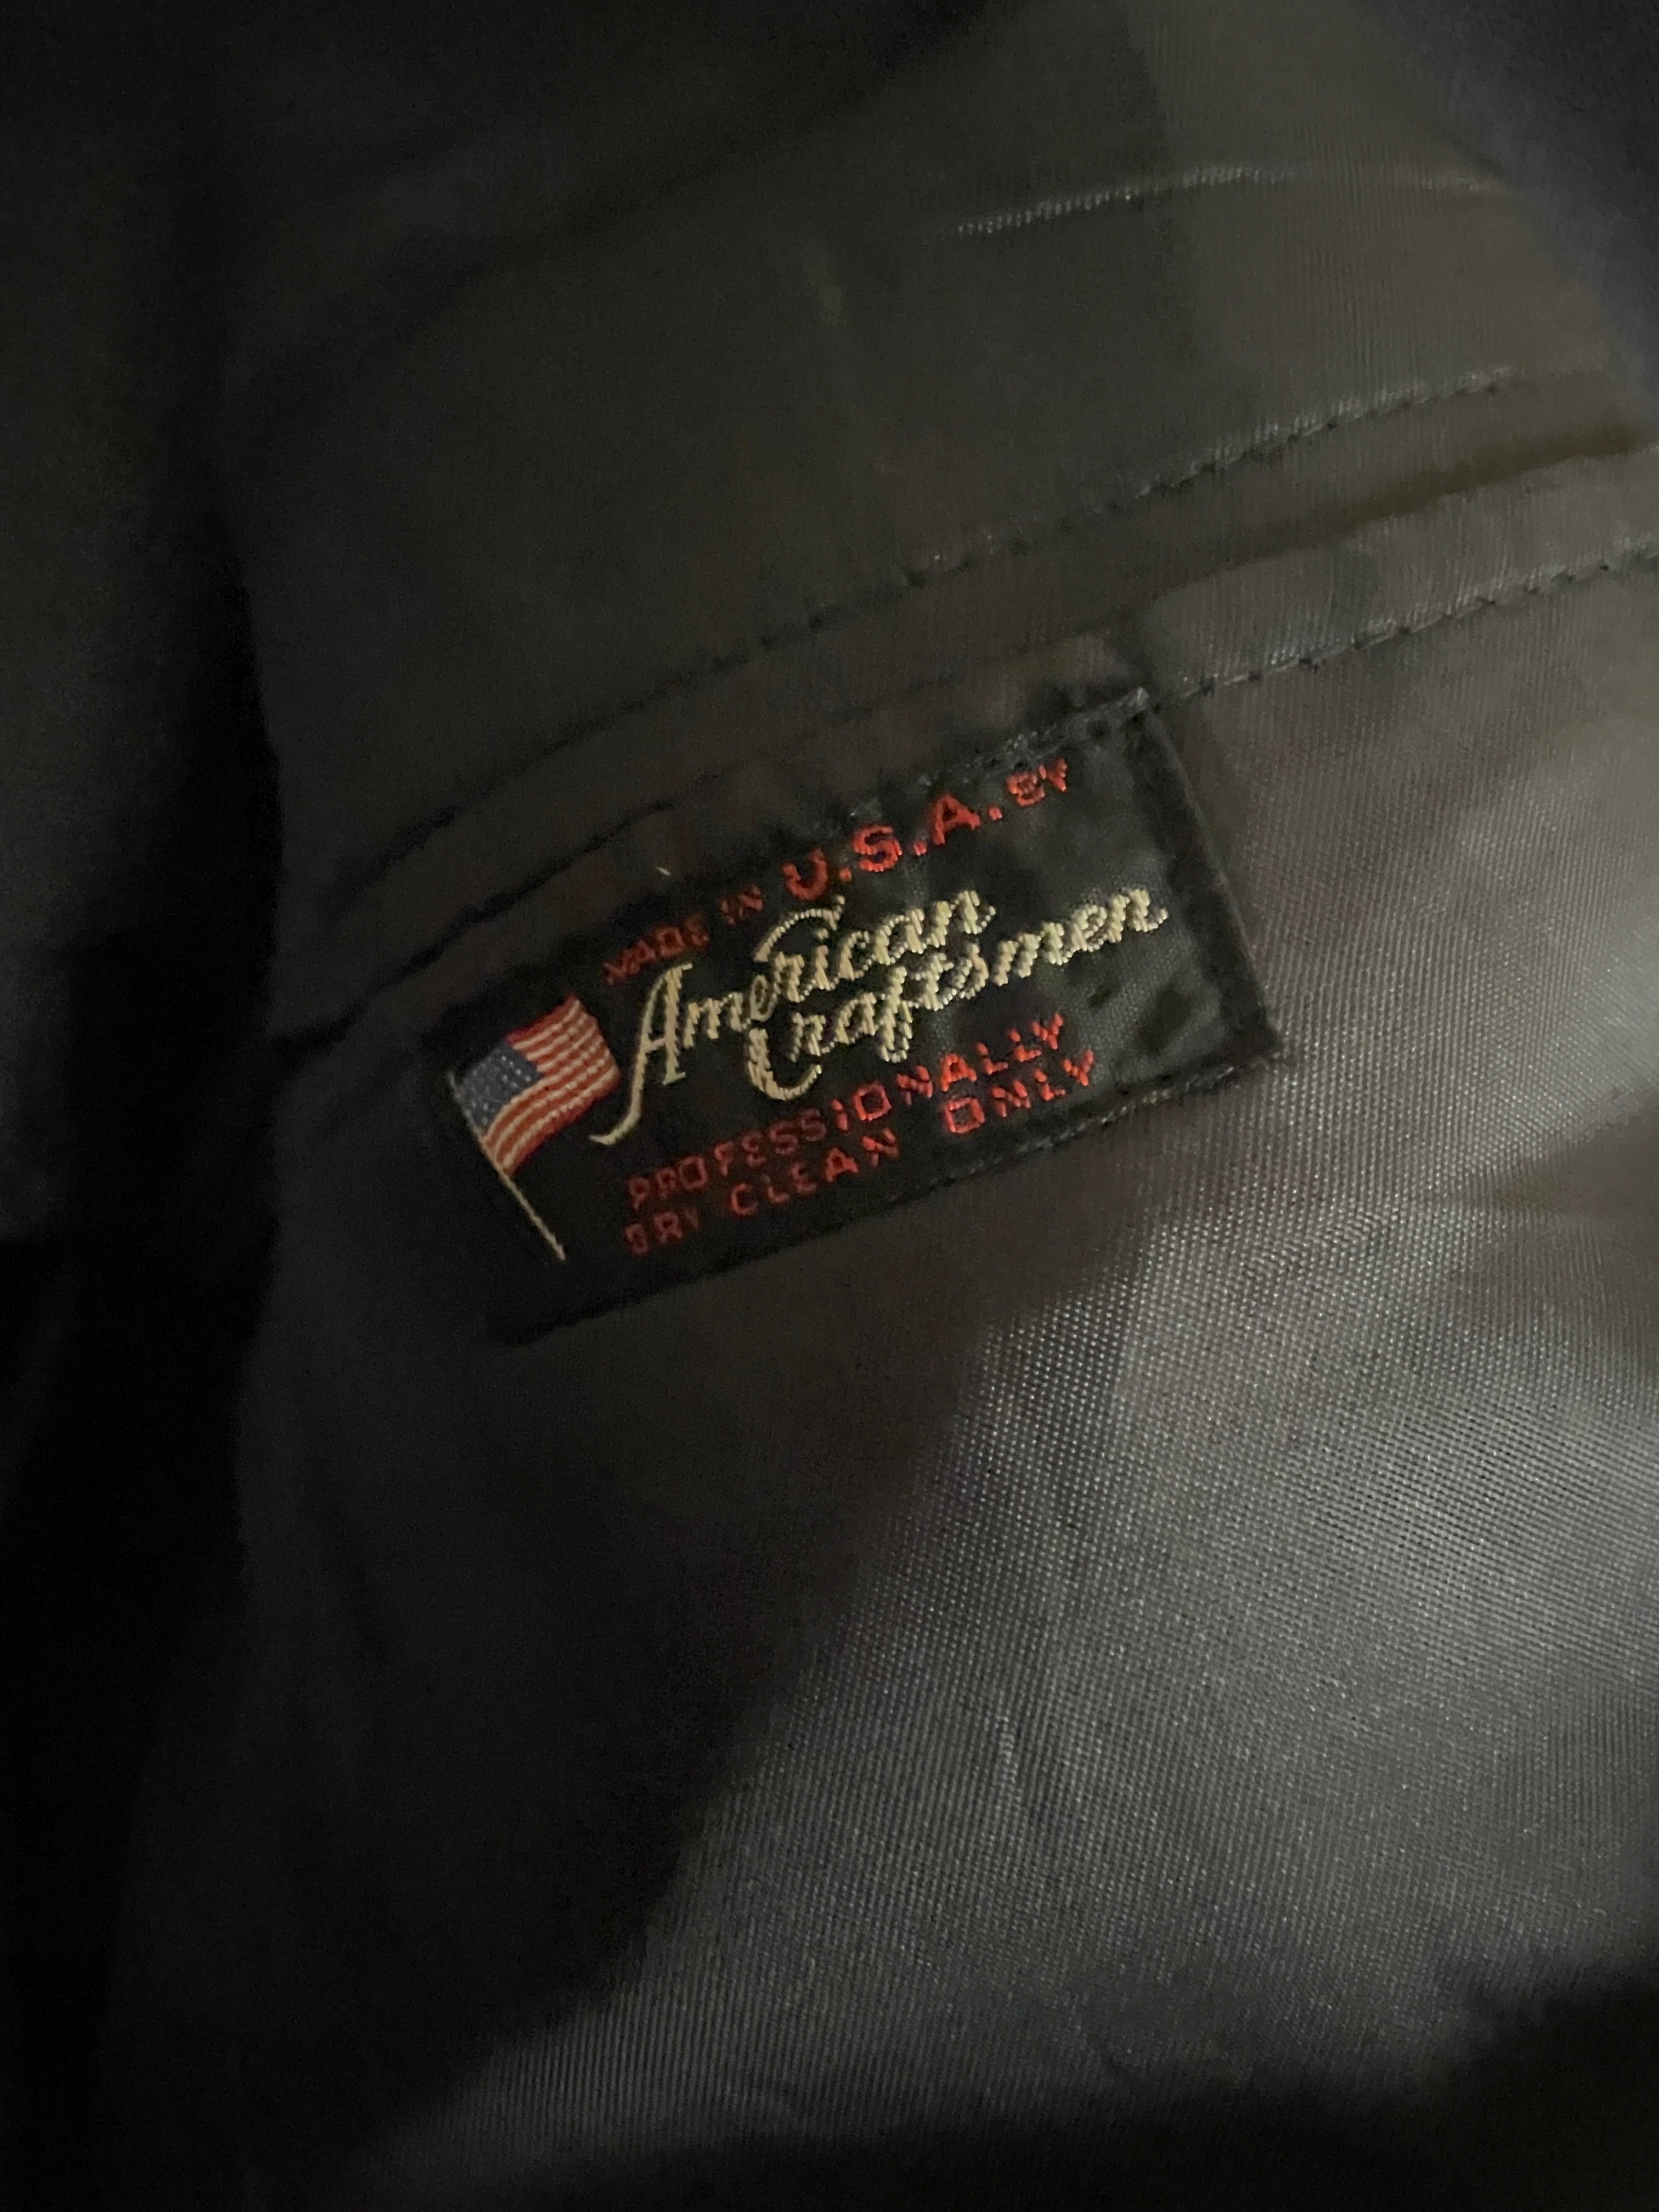 MADE IN U.S.A. BY
American
Craftsmen
PROFESSIONALLY
DRY CLEAN ONLY